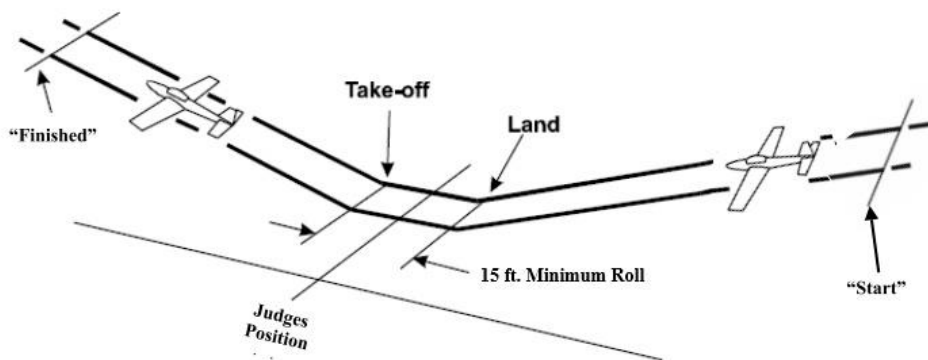 Take-off
Land
“Finished”
15 ft. Minimum Roll
“Start”
Judges
Position